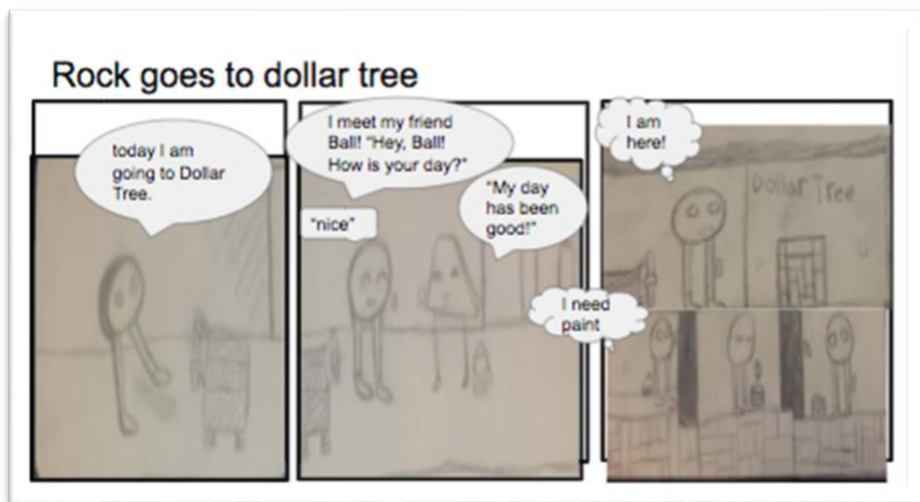 Rock goes to dollar tree
today I am
going to Dollar
Tree.
I meet my friend
Ball! "Hey, Ball!
How is your day?"
"nice"
"My day
has been
good!"
I am
here!
Dollar Tree
I need
paint